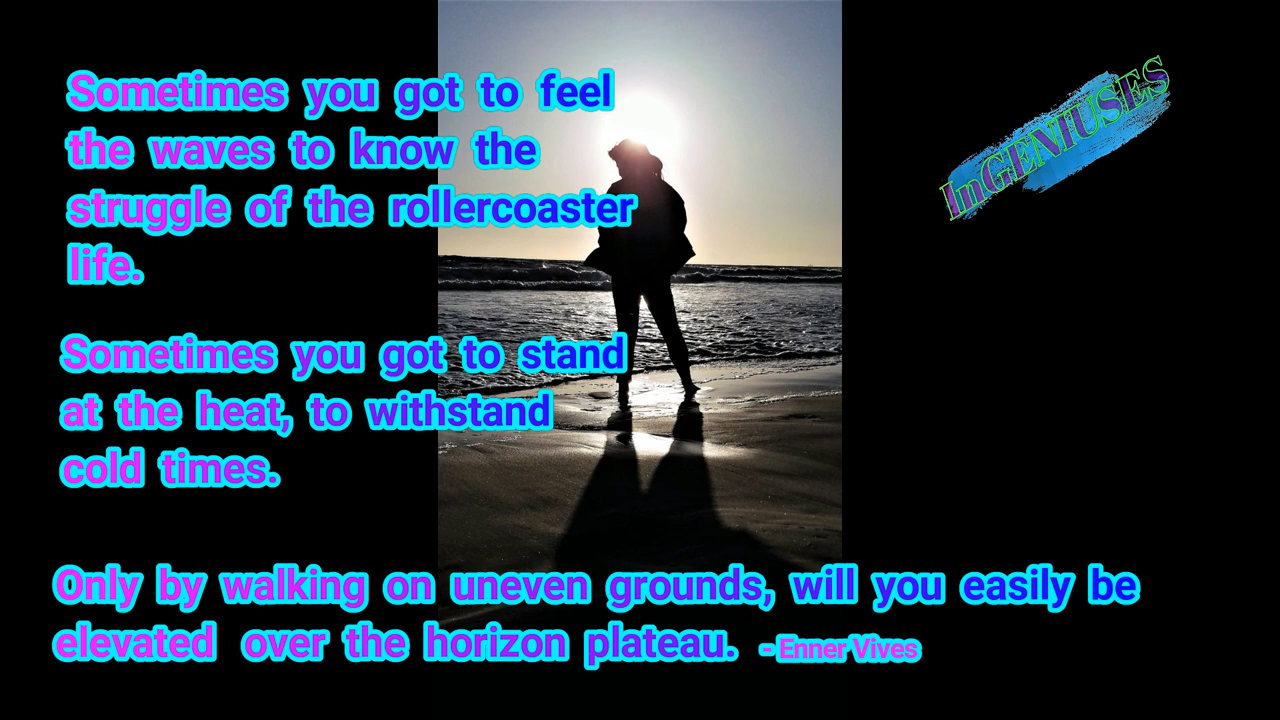 Sometimes you got to feel
the waves to know the
struggle of the rollercoaster
life.
Sometimes you got to stand
at the heat, to withstand
cold times.
Only by walking on uneven grounds, will you easily be
elevated over the horizon plateau. - Enner Vives
InGENIUSES